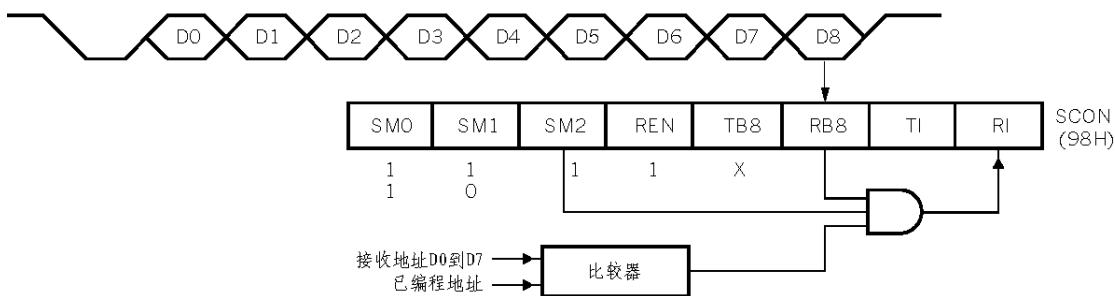 D0 D1 D2 D3 D4 D5 D6 D7 D8
SM0 SM1 SM2 REN TB8 RB8 TI RI SCON
(98H)
1 1 1 1 X
1 0
接收地址D0到D7
已编程地址
比较器